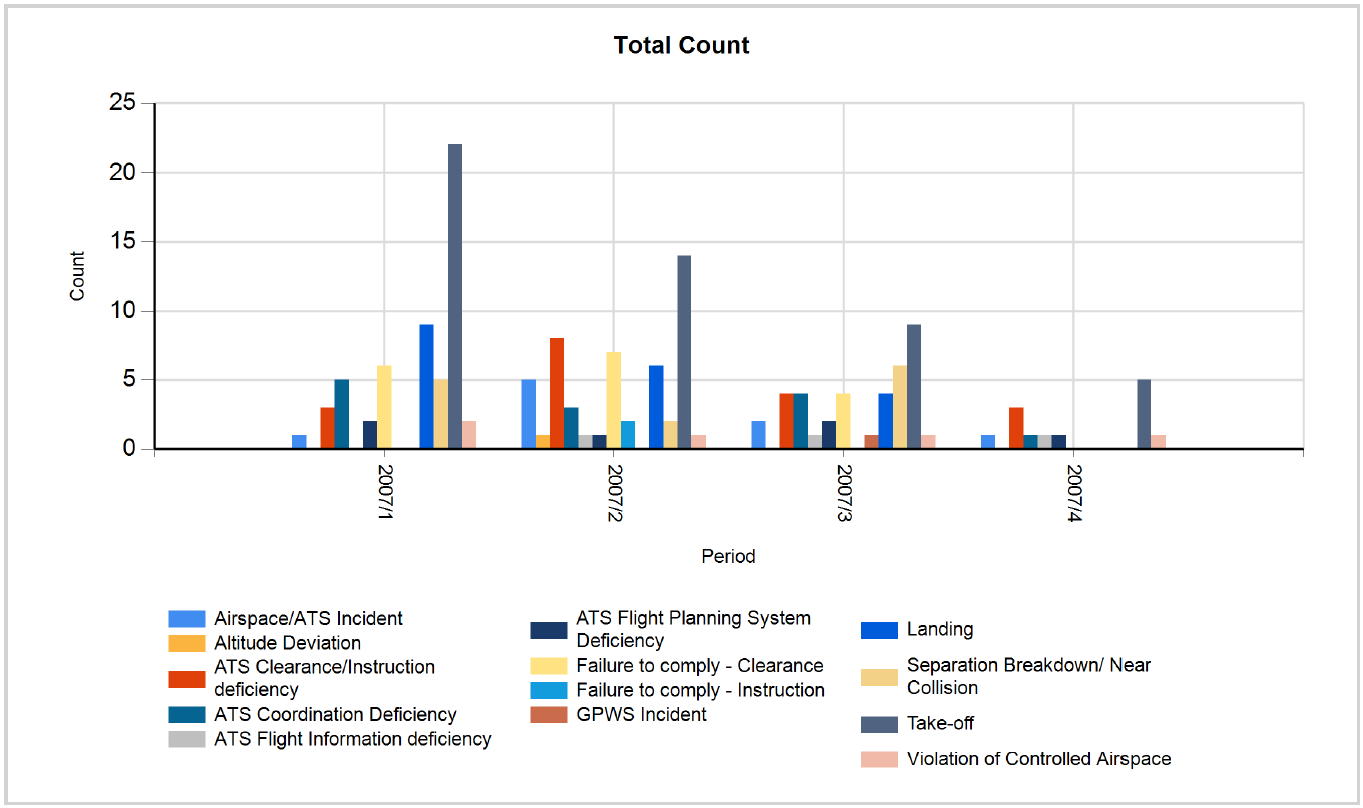 Total Count
25
20
15
10
5
0
Count
2007/1
2007/2
2007/3
2007/4
Period
Airspace/ATS Incident
Altitude Deviation
ATS Clearance/Instruction
deficiency
ATS Coordination Deficiency
ATS Flight Information deficiency
ATS Flight Planning System
Deficiency
Failure to comply - Clearance
Failure to comply - Instruction
GPWS Incident
Landing
Separation Breakdown/ Near
Collision
Take-off
Violation of Controlled Airspace